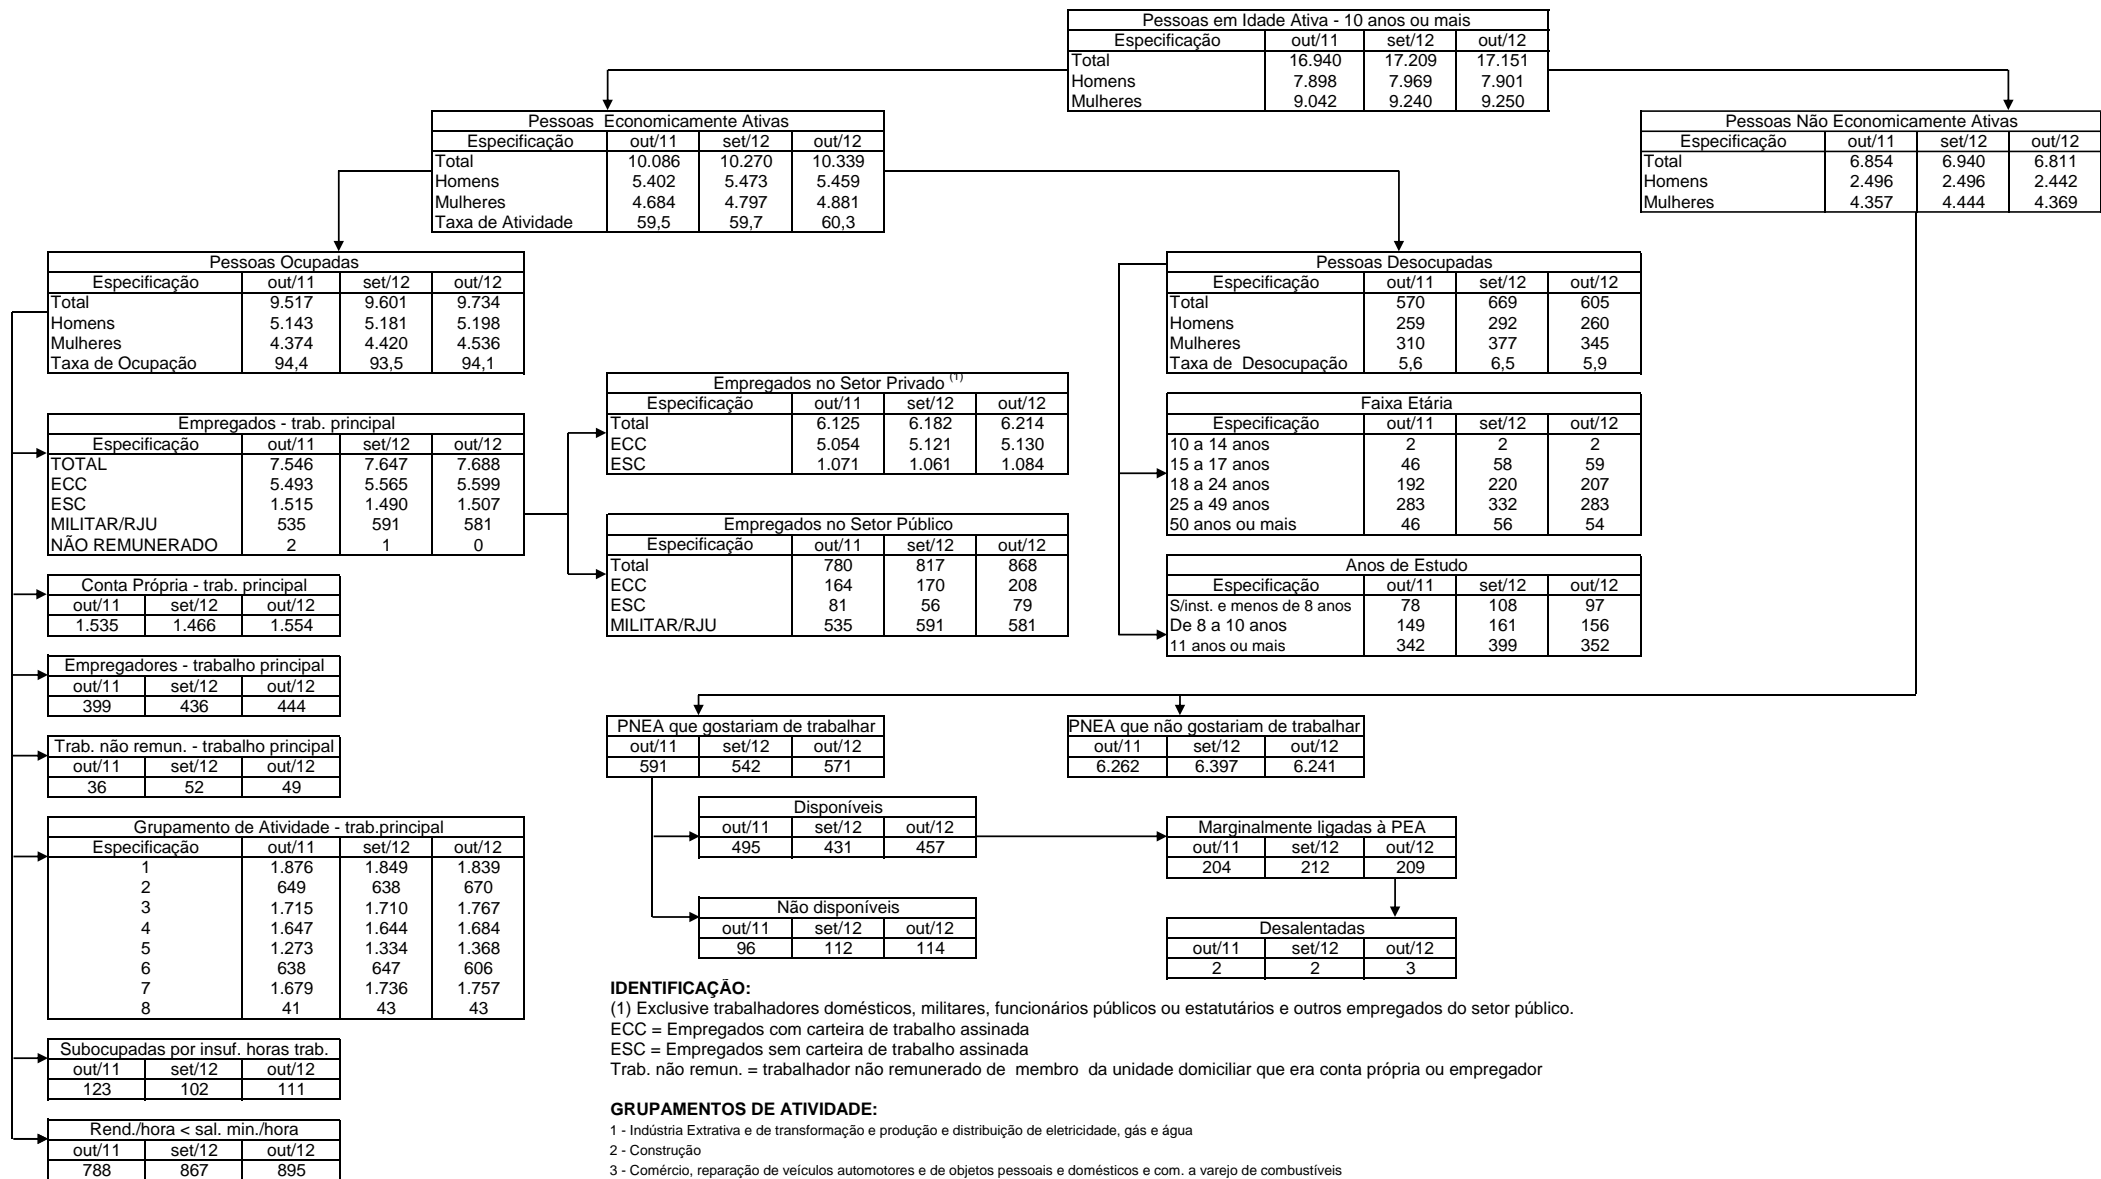 Pessoas em Idade Ativa - 10 anos ou mais
Especificação out/11 set/12 out/12
Total 16.940 17.209 17.151
Homens 7.898 7.969 7.901
Mulheres 9.042 9.240 9.250
Pessoas Economicamente Ativas
Especificação out/11 set/12 out/12
Total 10.086 10.270 10.339
Homens 5.402 5.473 5.459
Mulheres 4.684 4.797 4.881
Taxa de Atividade 59,5 59,7 60,3
Pessoas Não Economicamente Ativas
Especificação out/11 set/12 out/12
Total 6.854 6.940 6.811
Homens 2.496 2.496 2.442
Mulheres 4.357 4.444 4.369
Pessoas Ocupadas
Especificação out/11 set/12 out/12
Total 9.517 9.601 9.734
Homens 5.143 5.181 5.198
Mulheres 4.374 4.420 4.536
Taxa de Ocupação 94,4 93,5 94,1
Pessoas Desocupadas
Especificação out/11 set/12 out/12
Total 570 669 605
Homens 259 292 260
Mulheres 310 377 345
Taxa de Desocupação 5,6 6,5 5,9
Empregados - trab. principal
Especificação out/11 set/12 out/12
TOTAL 7.546 7.647 7.688
ECC 5.493 5.565 5.599
ESC 1.515 1.490 1.507
MILITAR/RJU 535 591 581
NÃO REMUNERADO 2 1 0
Empregados no Setor Privado (1)
Especificação out/11 set/12 out/12
Total 6.125 6.182 6.214
ECC 5.054 5.121 5.130
ESC 1.071 1.061 1.084
Empregados no Setor Público
Especificação out/11 set/12 out/12
Total 780 817 868
ECC 164 170 208
ESC 81 56 79
MILITAR/RJU 535 591 581
Faixa Etária
Especificação out/11 set/12 out/12
10 a 14 anos 2 2 2
15 a 17 anos 46 58 59
18 a 24 anos 192 220 207
25 a 49 anos 283 332 283
50 anos ou mais 46 56 54
Anos de Estudo
Especificação out/11 set/12 out/12
S/inst. e menos de 8 anos 78 108 97
De 8 a 10 anos 149 161 156
11 anos ou mais 342 399 352
Conta Própria - trab. principal
out/11 set/12 out/12
1.535 1.466 1.554
Empregadores - trabalho principal
out/11 set/12 out/12
399 436 444
Trab. não remun. - trabalho principal
out/11 set/12 out/12
36 52 49
Grupamento de Atividade - trab.principal
Especificação out/11 set/12 out/12
1 1.876 1.849 1.839
2 649 638 670
3 1.715 1.710 1.767
4 1.647 1.644 1.684
5 1.273 1.334 1.368
6 638 647 606
7 1.679 1.736 1.757
8 41 43 43
Subocupadas por insuf. horas trab.
out/11 set/12 out/12
123 102 111
Rend./hora < sal. min./hora
out/11 set/12 out/12
788 867 895
PNEA que gostariam de trabalhar
out/11 set/12 out/12
591 542 571
PNEA que não gostariam de trabalhar
out/11 set/12 out/12
6.262 6.397 6.241
Disponíveis
out/11 set/12 out/12
495 431 457
Marginalmente ligadas à PEA
out/11 set/12 out/12
204 212 209
Não disponíveis
out/11 set/12 out/12
96 112 114
Desalentadas
out/11 set/12 out/12
2 2 3
IDENTIFICAÇÃO:
(1) Exclusive trabalhadores domésticos, militares, funcionários públicos ou estatutários e outros empregados do setor público.
ECC = Empregados com carteira de trabalho assinada
ESC = Empregados sem carteira de trabalho assinada
Trab. não remun. = trabalhador não remunerado de membro da unidade domiciliar que era conta própria ou empregador
GRUPAMENTOS DE ATIVIDADE:
1 - Indústria Extrativa e de transformação e produção e distribuição de eletricidade, gás e água
2 - Construção
3 - Comércio, reparação de veículos automotores e de objetos pessoais e domésticos e com. a varejo de combustíveis